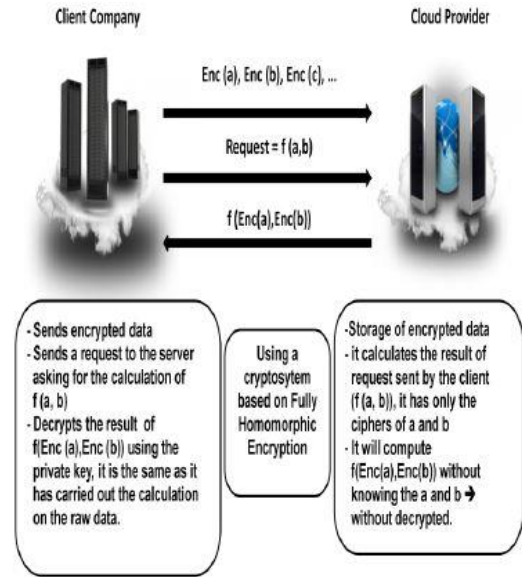 Client Company
Cloud Provider
Enc (a), Enc (b), Enc (c), ...
Request = f (a,b)
f (Enc(a),Enc(b))
- Sends encrypted data
- Sends a request to the server
asking for the calculation of
f (a, b)
- Decrypts the result of
f(Enc (a),Enc (b)) using the
private key, it is the same as it
has carried out the calculation
on the raw data.
Using a
cryptosytem
based on Fully
Homomorphic
Encryption
-Storage of encrypted data
- it calculates the result of
request sent by the client
(f (a, b)), it has only the
ciphers of a and b
- It will compute
f(Enc(a),Enc(b)) without
knowing the a and b ➔
without decrypted.